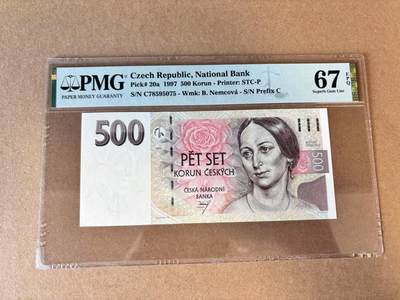 PMG
PAPER MONEY GUARANTY
Czech Republic, National Bank
Pick# 20a 1997 500 Korun - Printer: STC-P
S/N C78595075 - Wmk: B. Nemcová - S/N Prefix C
67 EPQ
Superb Gem Unc
500
PĚT SET
KORUN ČESKÝCH
ČESKÁ NÁRODNÍ
BANKA
500